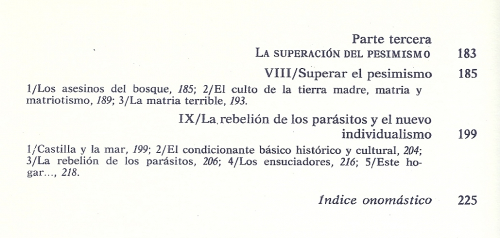 Parte tercera
LA SUPERACIÓN DEL PESIMISMO 183
VIII/Superar el pesimismo 185
1/Los asesinos del bosque, 185; 2/El culto de la tierra madre, matria y
matriotismo, 189; 3/La matria terrible, 193.
IX/La rebelión de los parásitos y el nuevo
individualismo 199
1/Castilla y la mar, 199; 2/El condicionante básico histórico y cultural, 204;
3/La rebelión de los parásitos, 206; 4/Los ensuciadores, 216; 5/Este ho-
gar..., 218.
Indice onomástico 225